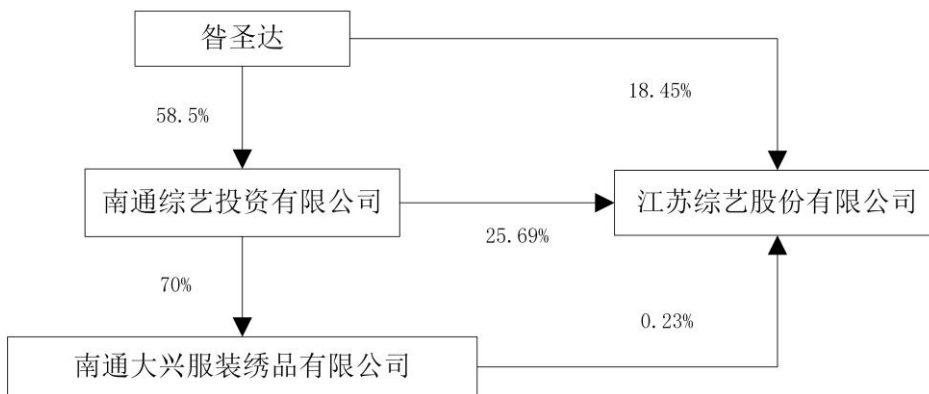 昝圣达
18.45%
58.5%
南通综艺投资有限公司
江苏综艺股份有限公司
25.69%
70%
0.23%
南通大兴服装绣品有限公司